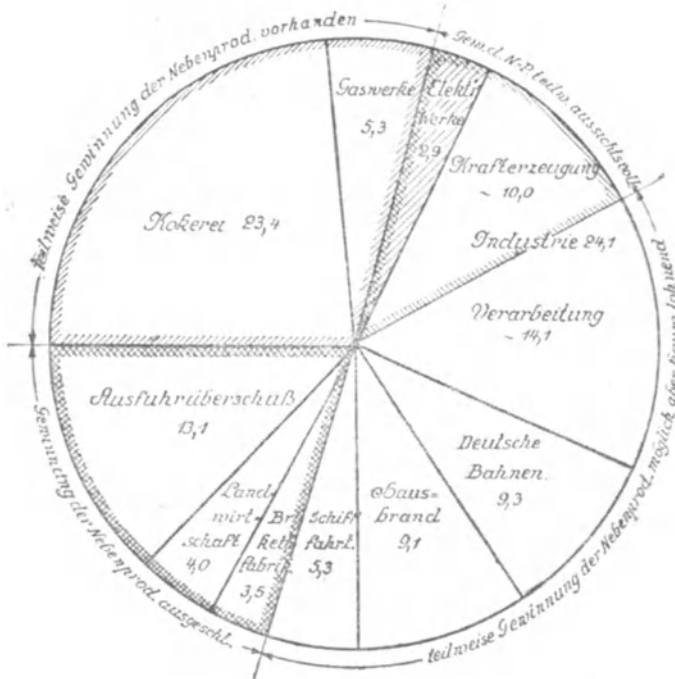 teilweise Gewinnung der Nebenprod. vorhanden
Gew.d. N-P. teilw. aussichtsvoll
teilweise Gewinnung der Nebenprod. möglich aber kaum lohnend
Gewinnung der Nebenprod. ausgeschl.
Gaswerke
5,3
Elektr.
Werke
2,9
Krafterzeugung
~ 10,0
Industrie 24,1
Verarbeitung
~ 14,1
Deutsche
Bahnen.
9,3
Haus-
brand
9,1
Schiff
fahrt.
5,3
Bri
kett
fabrik.
3,5
Land
wirt-
schaft
4,0
Ausfuhrüberschuß
13,1
Kokerei 23,4